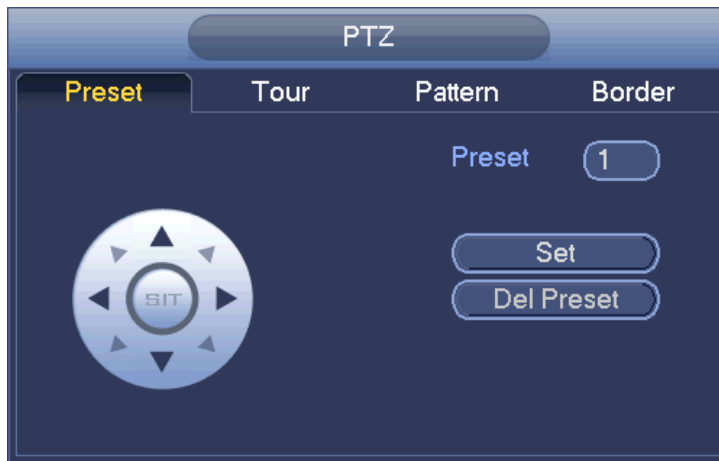 PTZ
Preset Tour Pattern Border
Preset 1
Set
SIT
Del Preset